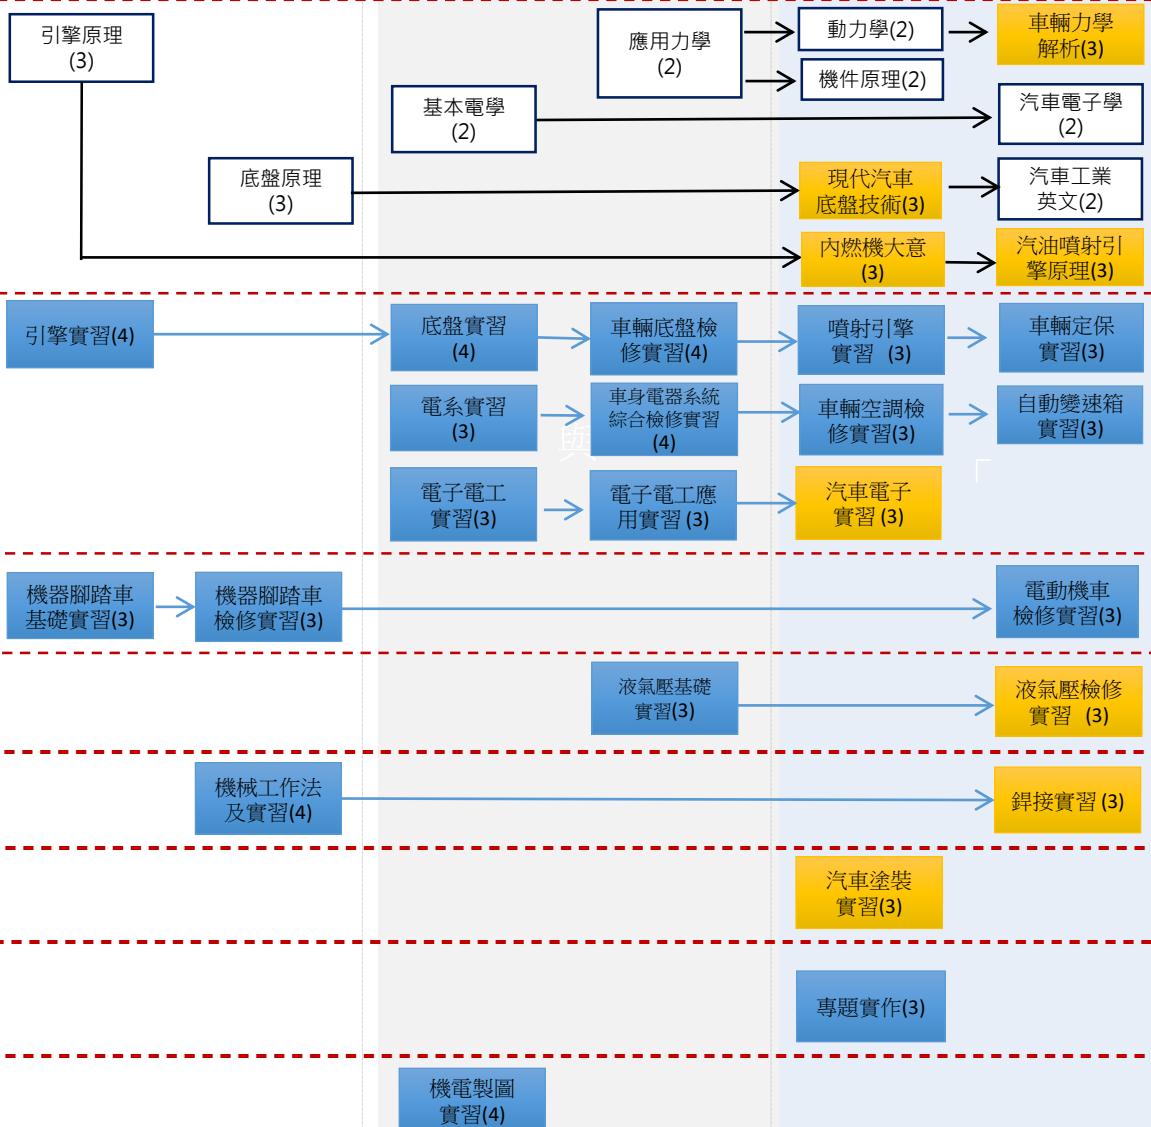 引擎原理
(3)
應用力學
(2)
動力學(2)
車輛力學
解析(3)
機件原理(2)
基本電學
(2)
汽車電子學
(2)
底盤原理
(3)
現代汽車
底盤技術(3)
汽車工業
英文(2)
內燃機大意
(3)
汽油噴射引
擎原理(3)
引擎實習(4)
底盤實習
(4)
車輛底盤檢
修實習(4)
噴射引擎
實習 (3)
車輛定保
實習(3)
電系實習
(3)
車身電器系統
綜合檢修實習
(4)
車輛空調檢
修實習(3)
自動變速箱
實習(3)
與
「
電子電工
實習(3)
電子電工應
用實習(3)
汽車電子
實習(3)
機器腳踏車
基礎實習(3)
機器腳踏車
檢修實習(3)
電動機車
檢修實習(3)
液氣壓基礎
實習(3)
液氣壓檢修
實習 (3)
機械工作法
及實習(4)
銲接實習(3)
汽車塗裝
實習(3)
專題實作(3)
機電製圖
實習(4)